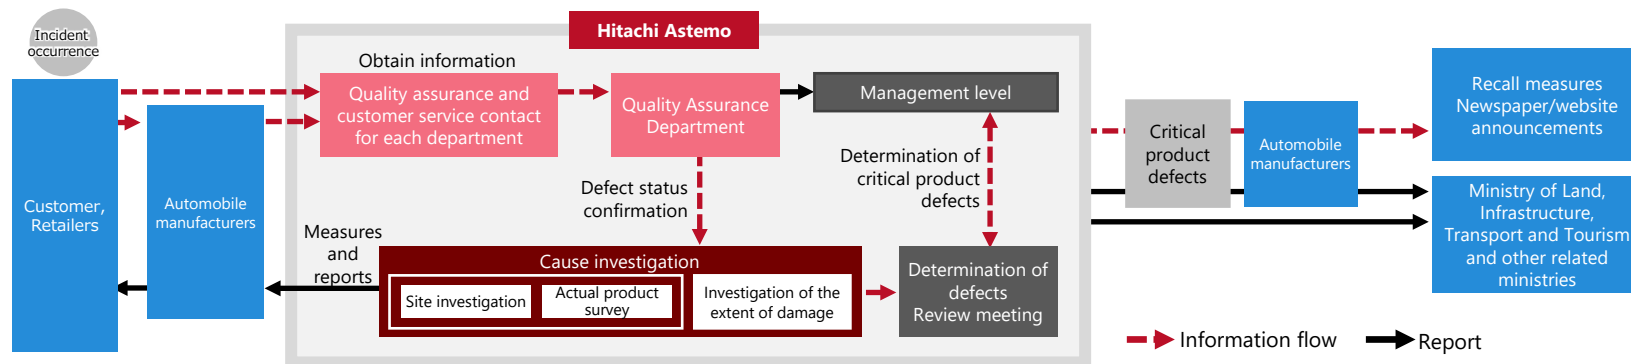 Incident
occurrence
Customer,
Retailers
Automobile
manufacturers
Hitachi Astemo
Obtain information
Quality assurance and
customer service contact
for each department
Quality Assurance
Department
Management level
Defect status
confirmation
Determination of
critical product
defects
Measures
and
reports
Cause investigation
Site investigation
Actual product
survey
Investigation of the
extent of damage
Determination of
defects
Review meeting
Critical
product
defects
Automobile
manufacturers
Recall measures
Newspaper/website
announcements
Ministry of Land,
Infrastructure,
Transport and Tourism
and other related
ministries
Information flow
Report